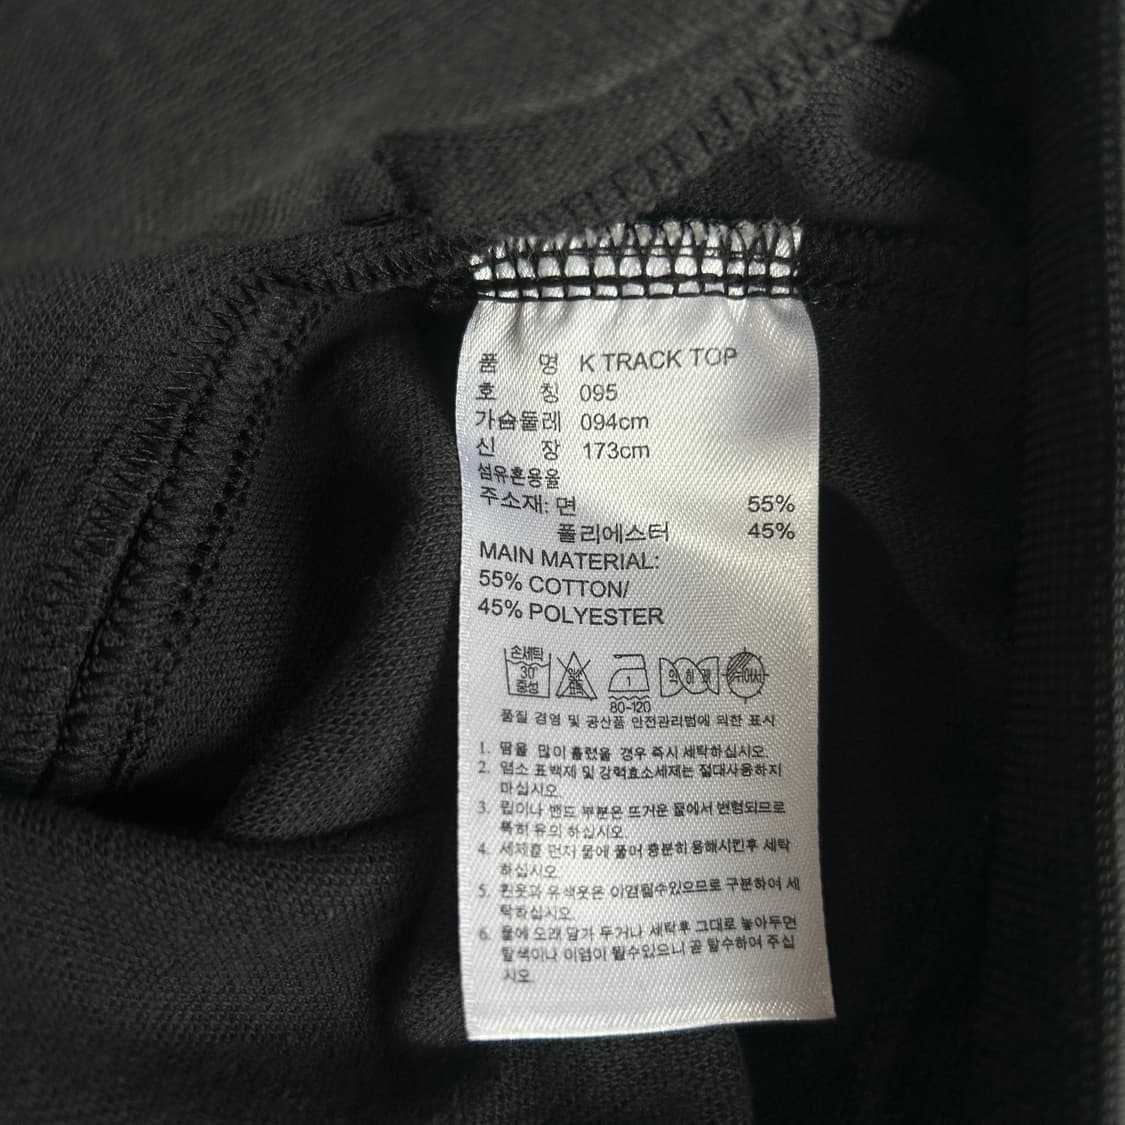 품 명 K TRACK TOP
호 칭 095
가슴둘레 094cm
신 장 173cm
섬유혼용율
주소재: 면 55%
폴리에스터 45%
MAIN MATERIAL:
55% COTTON/
45% POLYESTER
손세탁
30°
중성
1
약하게
뉘어서
80-120
품질 경영 및 공산품 안전관리법에 의한 표시
1. 땀을 많이 흘렸을 경우 즉시 세탁하십시오.
2. 염소 표백제 및 강력효소세제는 절대사용하지
마십시오.
3. 립이나 밴드 부분은 뜨거운 물에서 변형되므로
특히 유의 하십시오.
4. 세제를 먼저 물에 풀어 충분히 용해시킨후 세탁
하십시오.
5. 흰옷과 유색옷은 이염될수있으므로 구분하여 세
탁하십시오.
6. 물에 오래 담가 두거나 세탁후 그대로 놓아두면
탈색이나 이염이 될수있으니 곧 탈수하여 주십
시오.